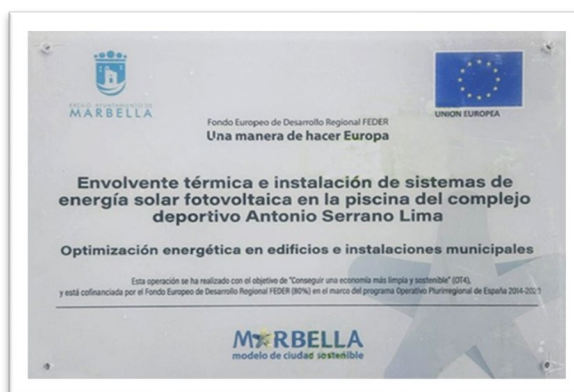 EXCMO. AYUNTAMIENTO DE
MARBELLA
UNION EUROPEA
Fondo Europeo de Desarrollo Regional FEDER
Una manera de hacer Europa
Envolvente térmica e instalación de sistemas de
energía solar fotovoltaica en la piscina del complejo
deportivo Antonio Serrano Lima
Optimización energética en edificios e instalaciones municipales
Esta operación se ha realizado con el objetivo de "Conseguir una economía más limpia y sostenible" (OT4),
y está cofinanciada por el Fondo Europeo de Desarrollo Regional FEDER (80%) en el marco del programa Operativo Plurirregional de España 2014-2020
MARBELLA
modelo de ciudad sostenible